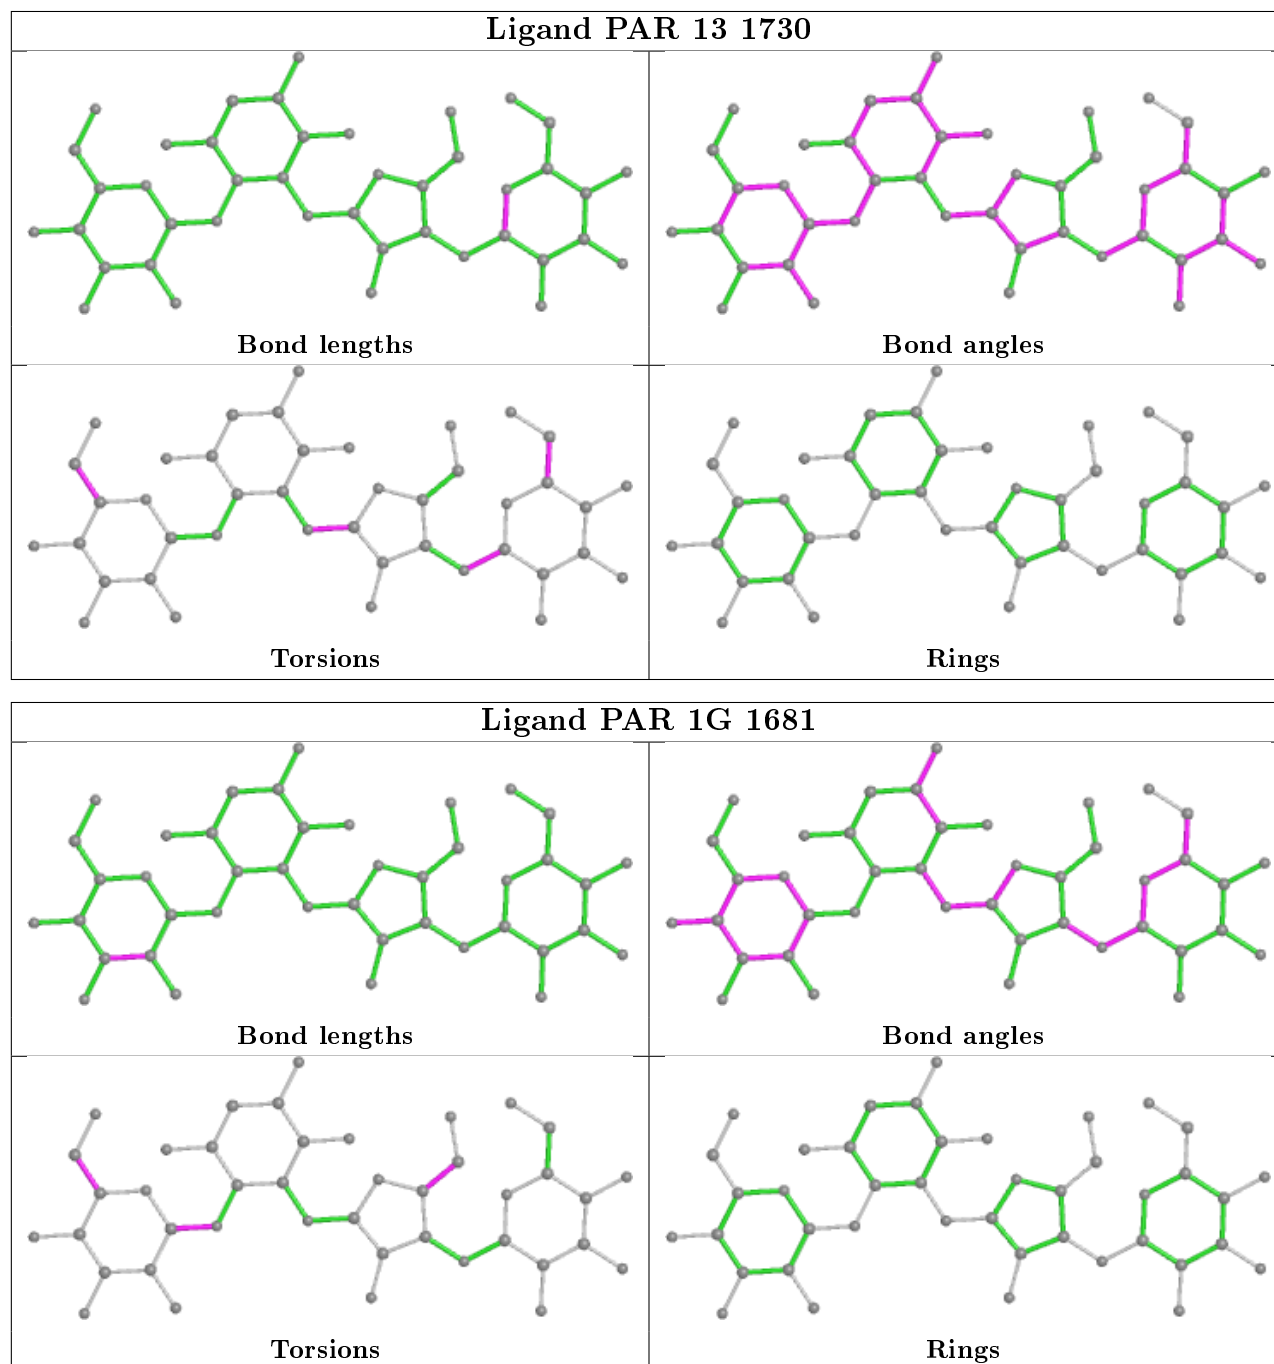 Ligand PAR 13 1730
Bond lengths
Bond angles
Torsions
Rings
Ligand PAR 1G 1681
Bond lengths
Bond angles
Torsions
Rings